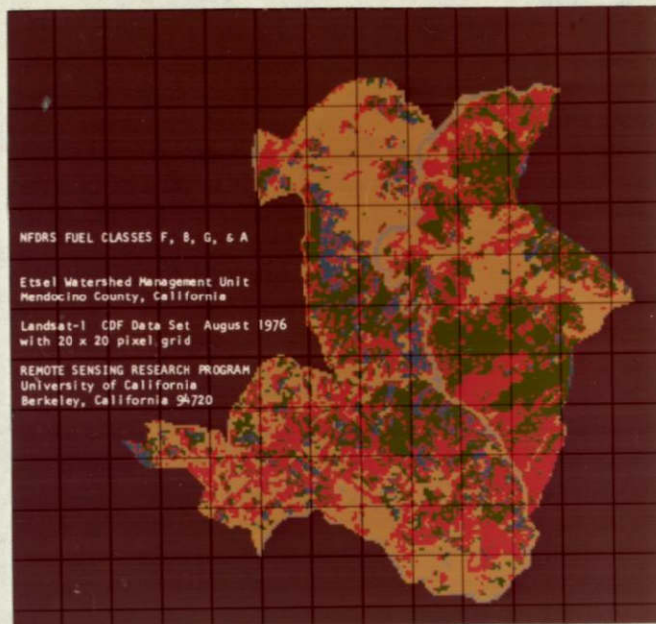 NFDRS FUEL CLASSES F, B, G, & A
Etsel Watershed Management Unit
Mendocino County, California
Landsat-1 CDF Data Set August 1976
with 20 x 20 pixel grid
REMOTE SENSING RESEARCH PROGRAM
University of California
Berkeley, California 94720